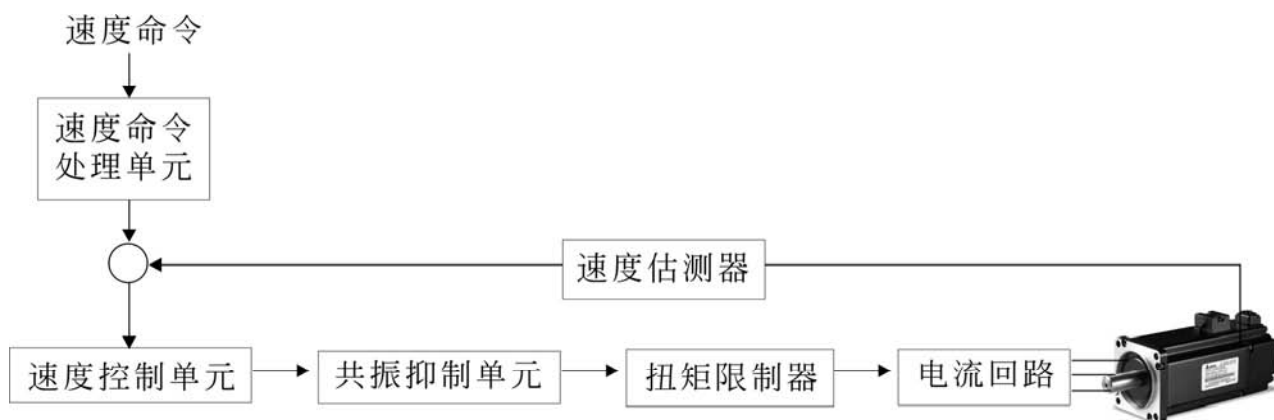 速度命令
速度命令
处理单元
速度估测器
速度控制单元
共振抑制单元
扭矩限制器
电流回路